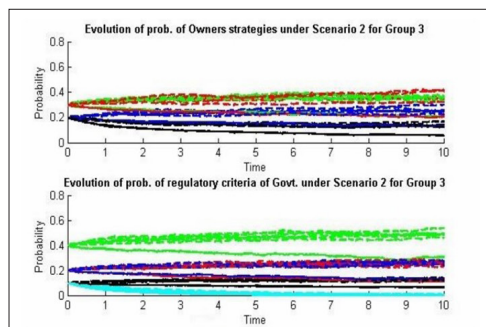 Evolution of prob. of Owners strategies under Scenario 2 for Group 3
0.8
0.6
0.4
0.2
0
Probability
0 1 2 3 4 5 6 7 8 9 10
Time
Evolution of prob. of regulatory criteria of Govt. under Scenario 2 for Group 3
0.8
0.6
0.4
0.2
0
Probability
0 1 2 3 4 5 6 7 8 9 10
Time